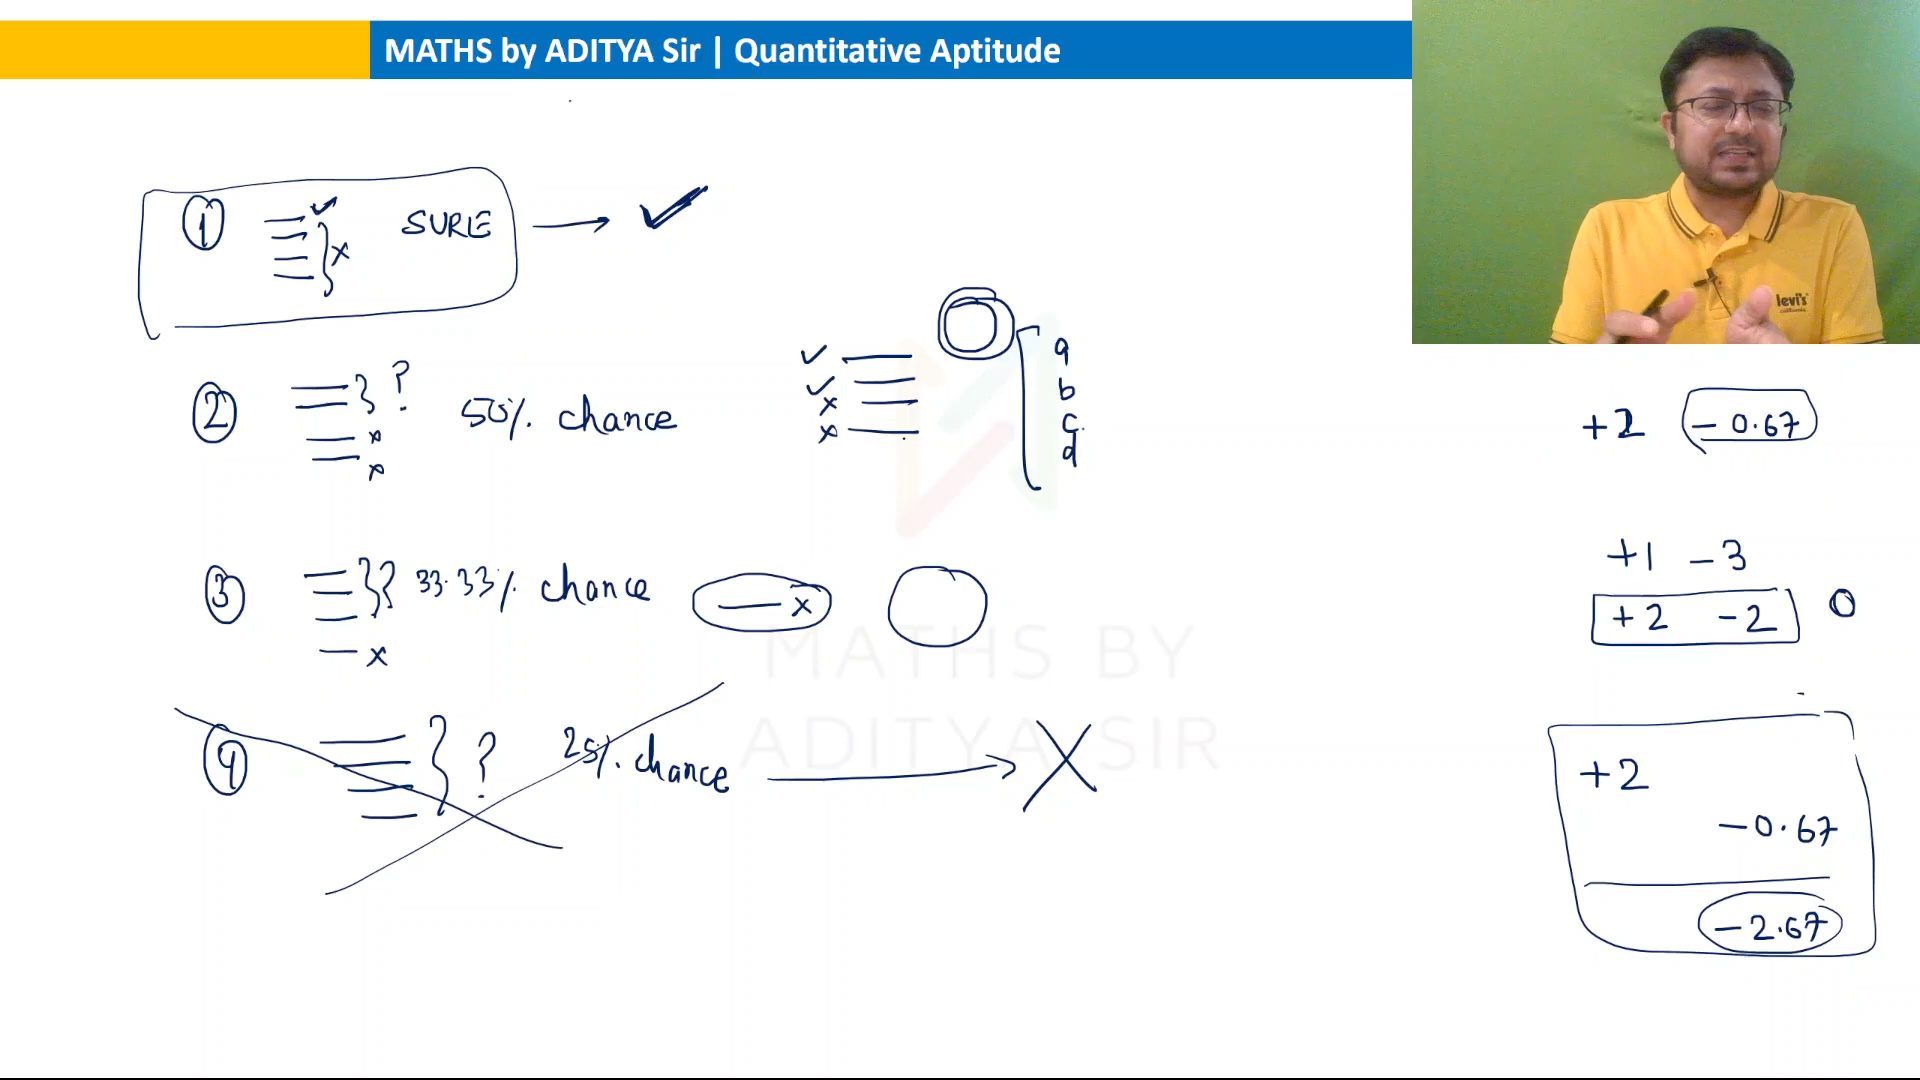 MATHS by ADITYA Sir | Quantitative Aptitude
levi's
1 SURE
x
2 ? 50% chance
x
x
a
b
c
d
x
x
+2 - 0.67
3 33.33% chance x
x
+1 - 3
+2 - 2 0
MATHS BY
ADITYA SIR
4 ? 25% chance X
+2
- 0.67
- 2.67